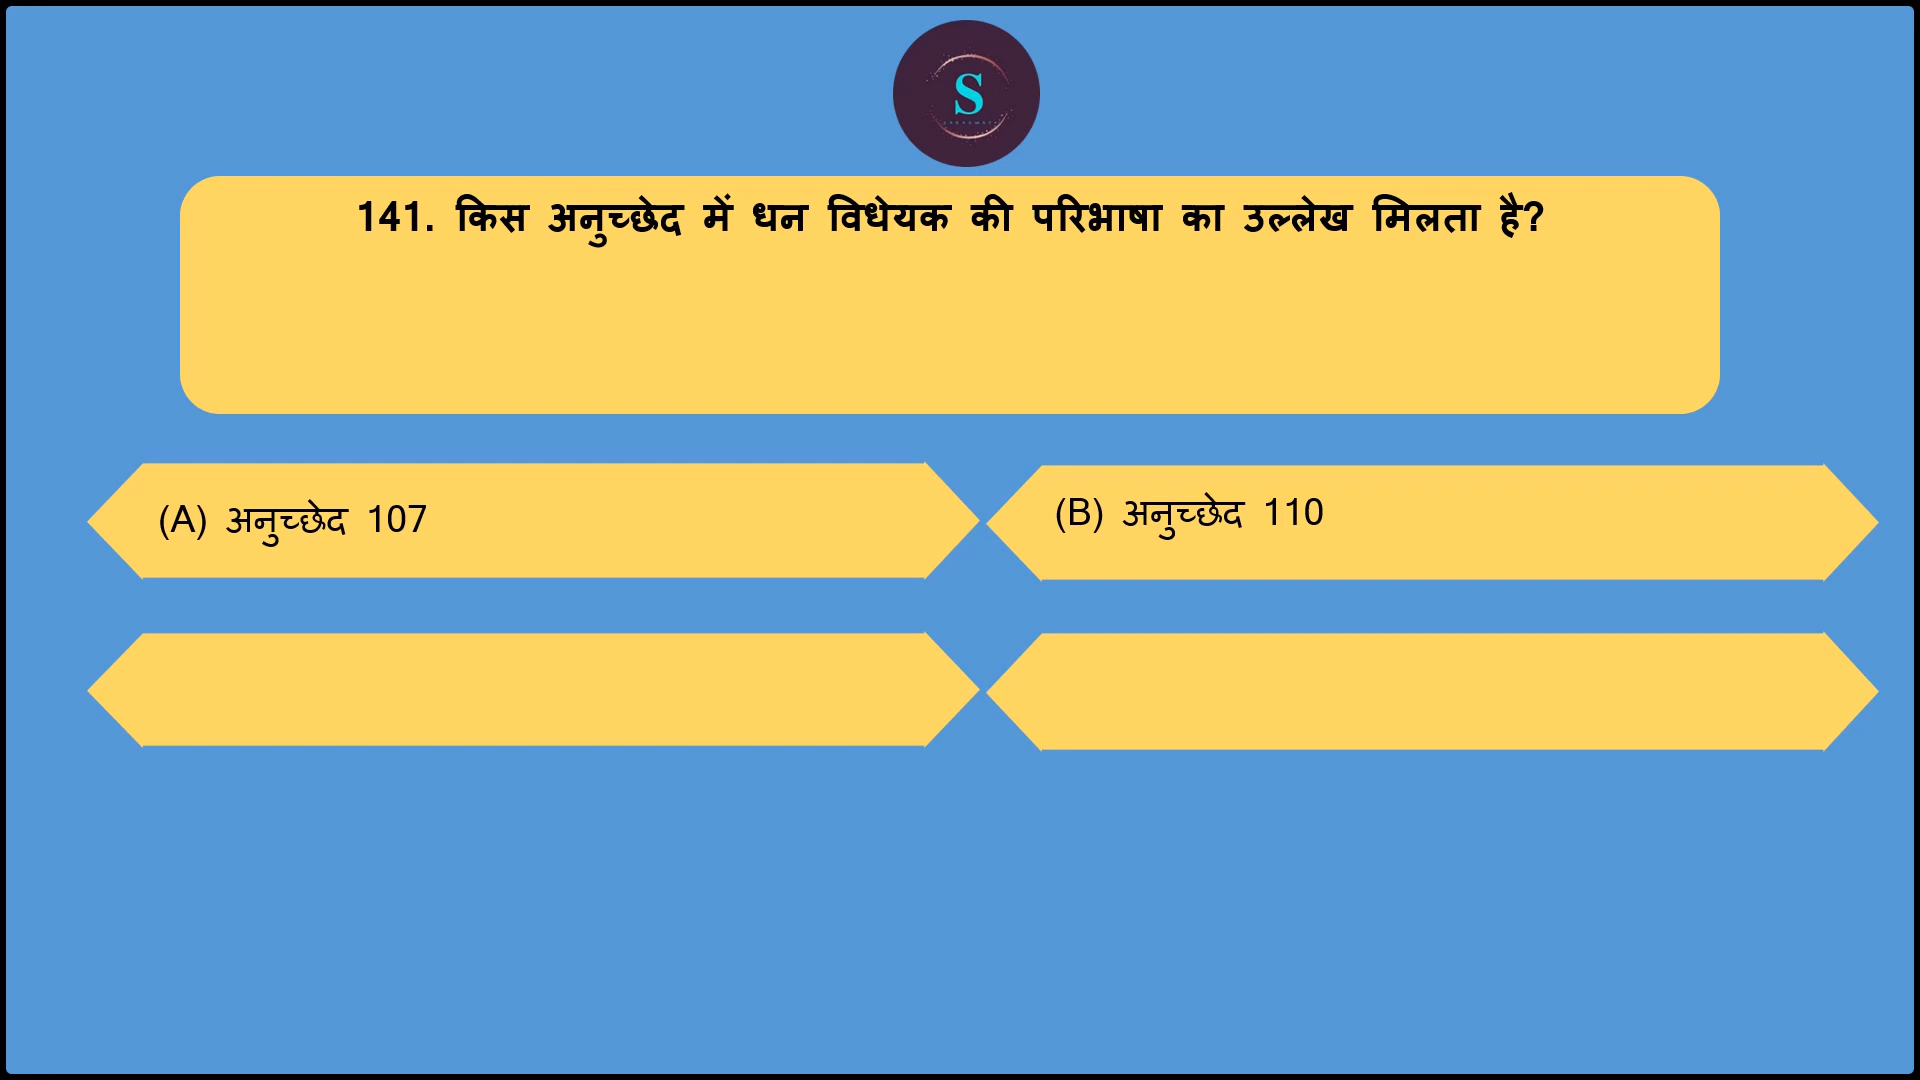 S
141. किस अनुच्छेद में धन विधेयक की परिभाषा का उल्लेख मिलता है?
(A) अनुच्छेद 107
(B) अनुच्छेद 110